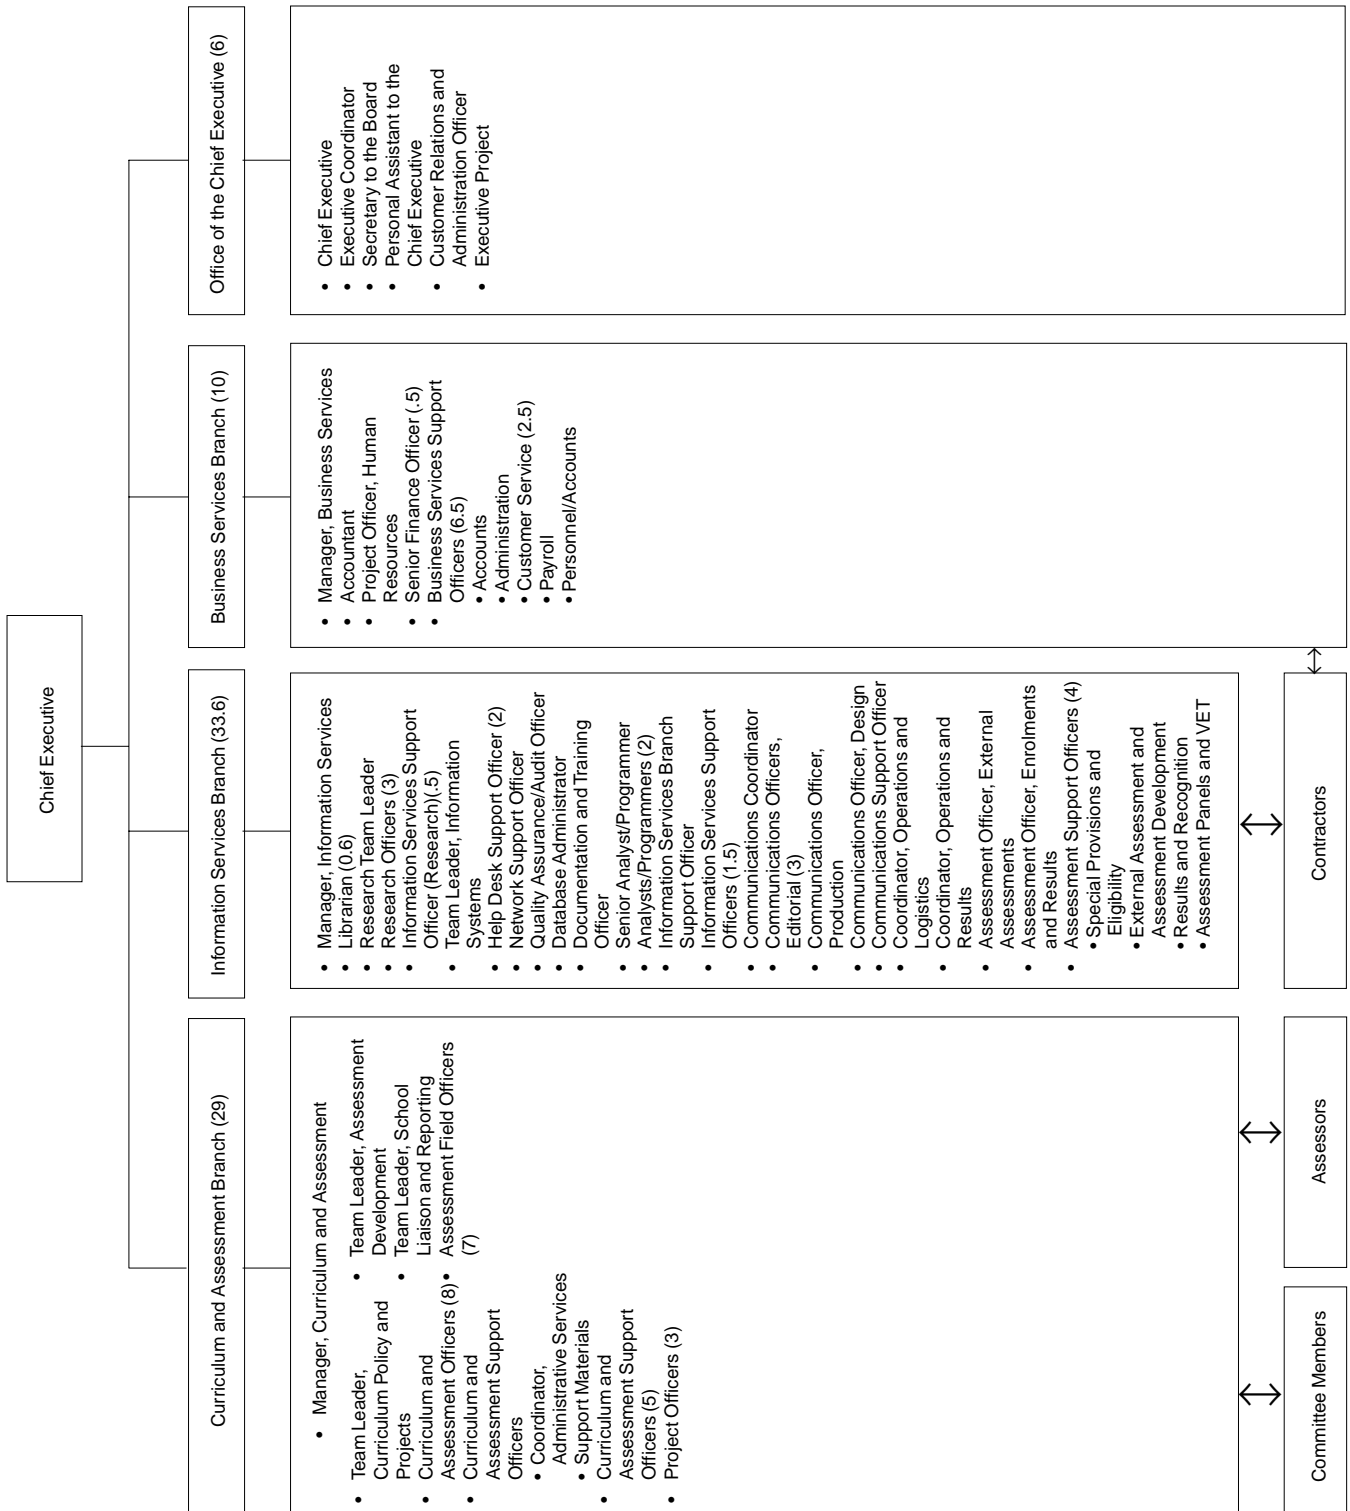 Chief Executive
Curriculum and Assessment Branch (29)
• Manager, Curriculum and Assessment
• Team Leader,
Curriculum Policy and
Projects
• Curriculum and
Assessment Officers (8)
• Curriculum and
Assessment Support
Officers
• Coordinator,
Administrative Services
• Support Materials
• Curriculum and
Assessment Support
Officers (5)
• Project Officers (3)
• Team Leader, Assessment
Development
• Team Leader, School
Liaison and Reporting
• Assessment Field Officers
(7)
Information Services Branch (33.6)
• Manager, Information Services
• Librarian (0.6)
• Research Team Leader
• Research Officers (3)
• Information Services Support
Officer (Research)(.5)
• Team Leader, Information
Systems
• Help Desk Support Officer (2)
• Network Support Officer
• Quality Assurance/Audit Officer
• Database Administrator
• Documentation and Training
Officer
• Senior Analyst/Programmer
• Analysts/Programmers (2)
• Information Services Branch
Support Officer
• Information Services Support
Officers (1.5)
• Communications Coordinator
• Communications Officers,
Editorial (3)
• Communications Officer,
Production
• Communications Officer, Design
• Communications Support Officer
• Coordinator, Operations and
Logistics
• Coordinator, Operations and
Results
• Assessment Officer, External
Assessments
• Assessment Officer, Enrolments
and Results
• Assessment Support Officers (4)
• Special Provisions and
Eligibility
• External Assessment and
Assessment Development
• Results and Recognition
• Assessment Panels and VET
Business Services Branch (10)
• Manager, Business Services
• Accountant
• Project Officer, Human
Resources
• Senior Finance Officer (.5)
• Business Services Support
Officers (6.5)
• Accounts
• Administration
• Customer Service (2.5)
• Payroll
• Personnel/Accounts
Office of the Chief Executive (6)
• Chief Executive
• Executive Coordinator
• Secretary to the Board
• Personal Assistant to the
Chief Executive
• Customer Relations and
Administration Officer
• Executive Project
Committee Members
Assessors
Contractors